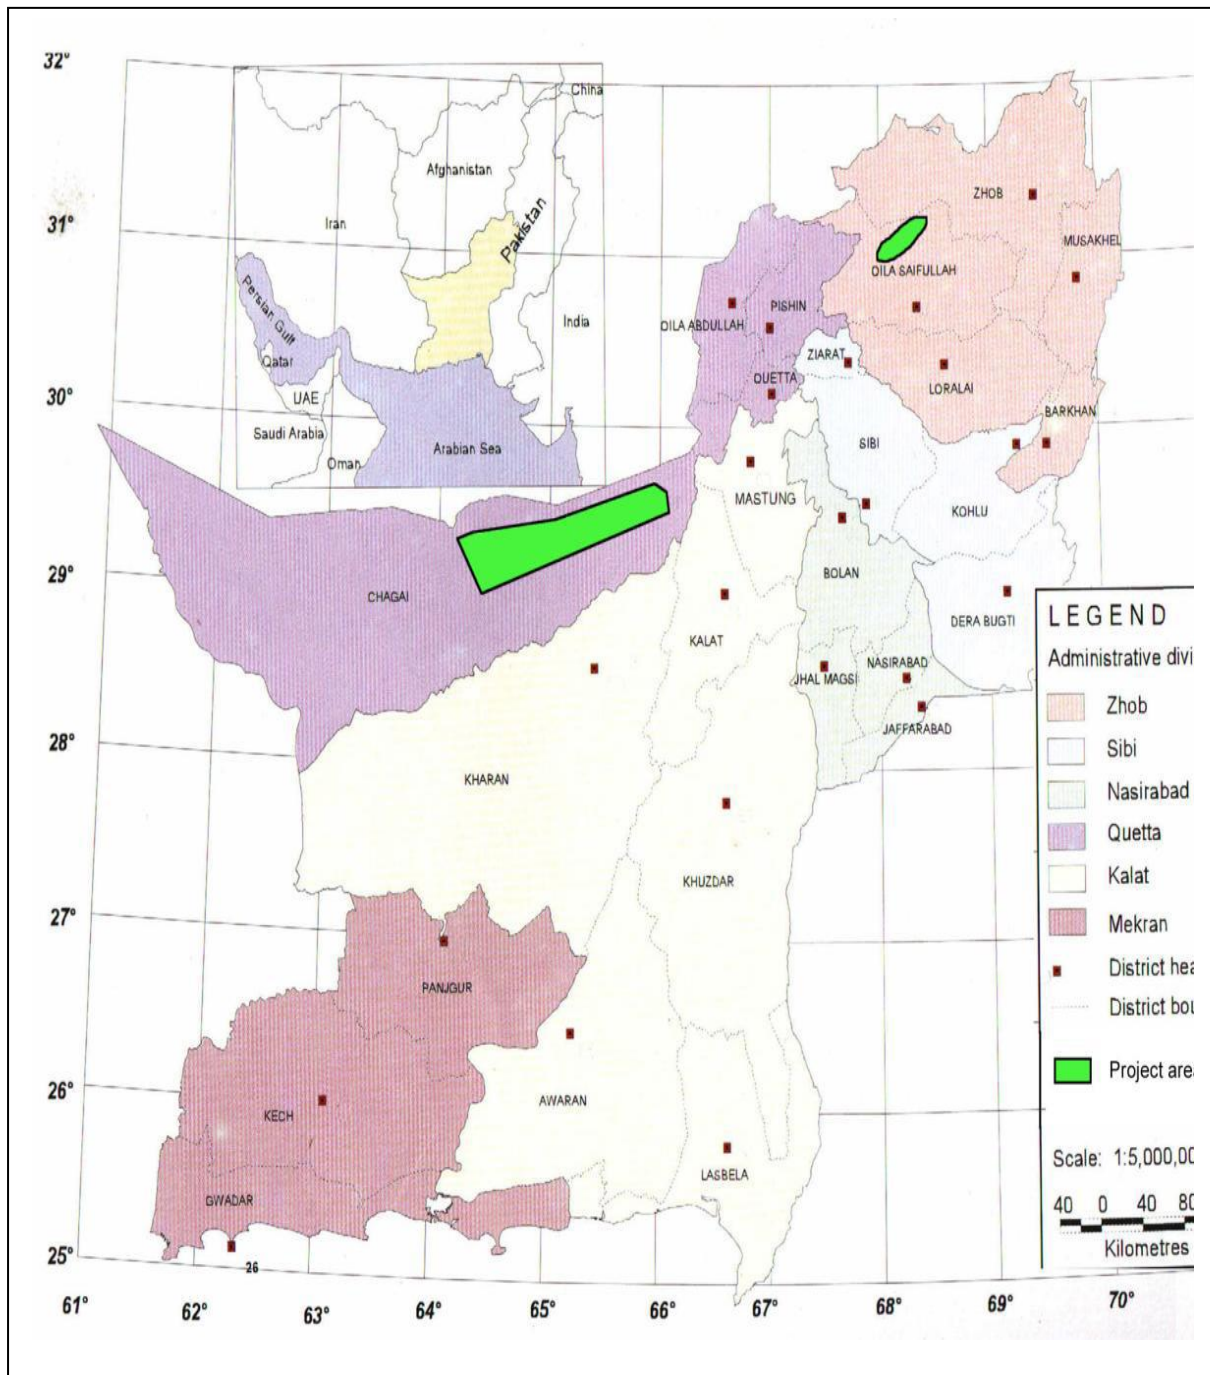 32°
31°
30°
29°
28°
27°
26°
25°
61°
62°
63°
64°
65°
66°
67°
68°
69°
70°
26
China
Afghanistan
Pakistan
Iran
India
Persian Gulf
Qatar
UAE
Saudi Arabia
Oman
Arabian Sea
ZHOB
MUSAKHEL
QILA SAIFULLAH
PISHIN
QILA ABDULLAH
ZIARAT
QUETTA
LORALAI
BARKHAN
SIBI
MASTUNG
KOHLU
BOLAN
CHAGAI
DERA BUGTI
KALAT
NASIRABAD
JHAL MAGSI
JAFFARABAD
KHARAN
KHUZDAR
PANJGUR
AWARAN
KECH
LASBELA
GWADAR
LEGEND
Administrative divi
Zhob
Sibi
Nasirabad
Quetta
Kalat
Mekran
District hea
District bou
Project area
Scale: 1:5,000,00
40 0 40 80
Kilometres